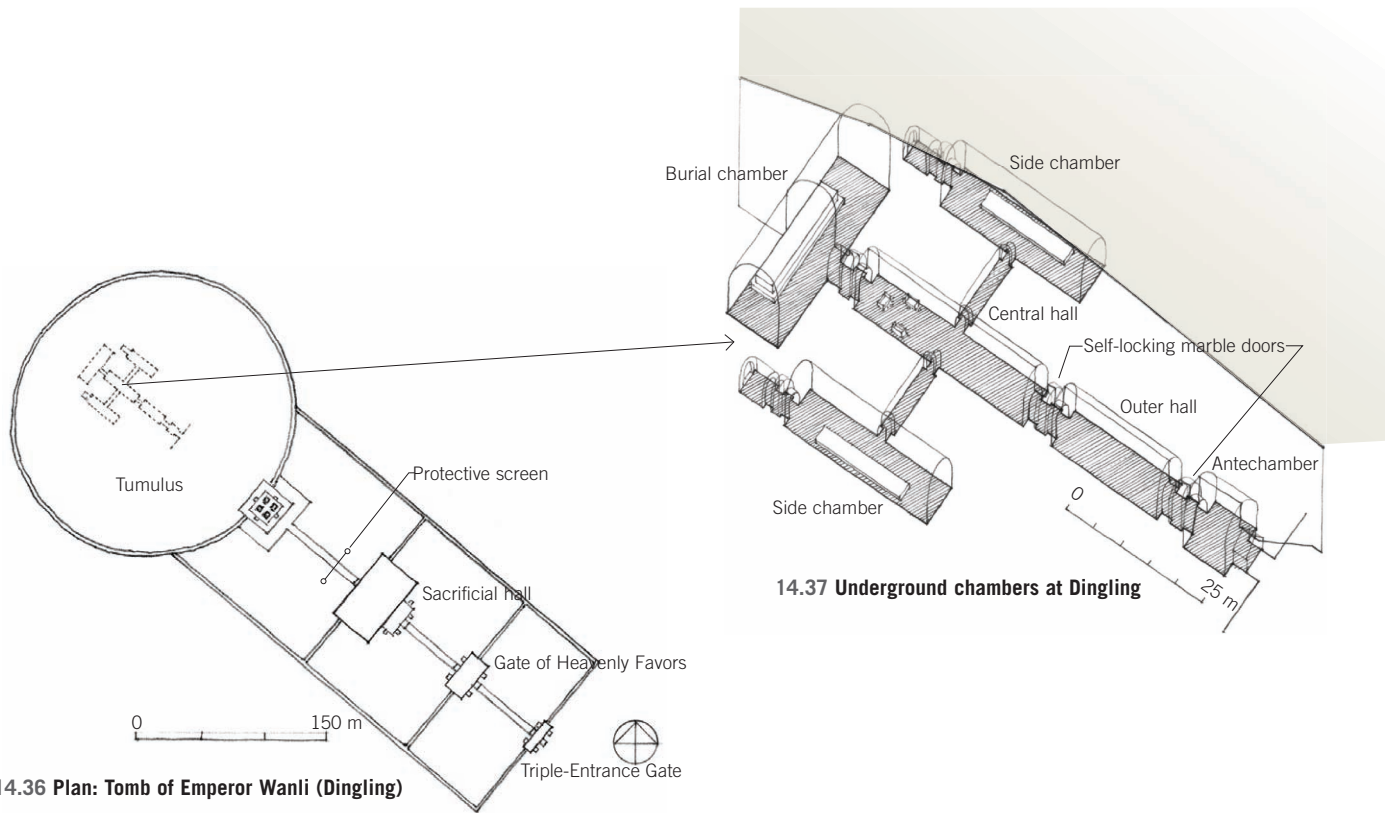 Tumulus
Protective screen
Sacrificial hall
Gate of Heavenly Favors
Triple-Entrance Gate
0 150 m
14.36 Plan: Tomb of Emperor Wanli (Dingling)
Burial chamber
Side chamber
Central hall
Self-locking marble doors
Outer hall
Antechamber
Side chamber
0 25 m
14.37 Underground chambers at Dingling